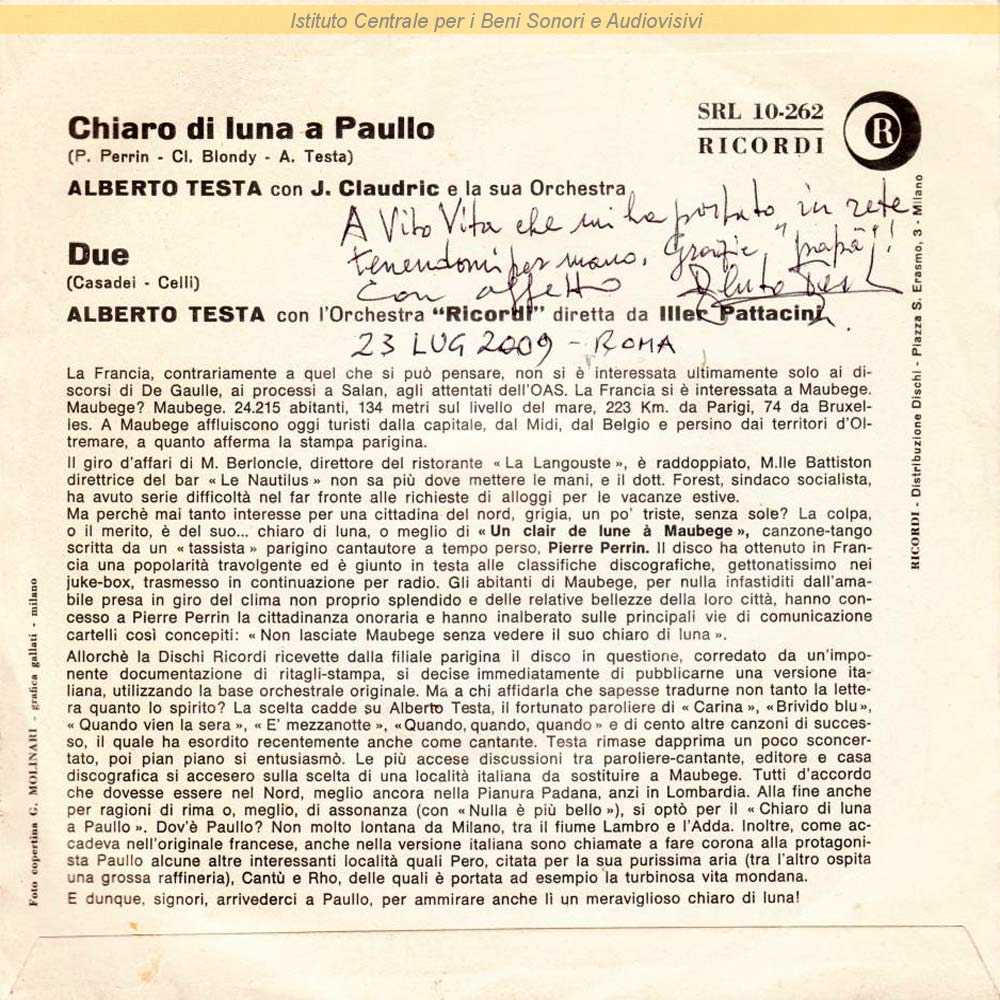 Istituto Centrale per i Beni Sonori e Audiovisivi
SRL 10-262
RICORDI
R
Chiaro di luna a Paullo
(P. Perrin - Cl. Blondy - A. Testa)
ALBERTO TESTA con J. Claudric e la sua Orchestra
A Vito Vita che mi ha portato in rete
tenendomi per mano. Grazie, "papà"!
con affetto Alberto Testa
Due
(Casadei - Celli)
ALBERTO TESTA con l'Orchestra "Ricordi" diretta da Iller Pattacini
23 LUG 2009 - ROMA
La Francia, contrariamente a quel che si può pensare, non si è interessata ultimamente solo ai di-
scorsi di De Gaulle, ai processi a Salan, agli attentati dell'OAS. La Francia si è interessata a Maubege.
Maubege? Maubege. 24.215 abitanti, 134 metri sul livello del mare, 223 Km. da Parigi, 74 da Bruxel-
les. A Maubege affluiscono oggi turisti dalla capitale, dal Midi, dal Belgio e persino dai territori d'Ol-
tremare, a quanto afferma la stampa parigina.
Il giro d'affari di M. Berloncle, direttore del ristorante « La Langouste », è raddoppiato, M.lle Battiston
direttrice del bar « Le Nautilus » non sa più dove mettere le mani, e il dott. Forest, sindaco socialista,
ha avuto serie difficoltà nel far fronte alle richieste di alloggi per le vacanze estive.
Ma perchè mai tanto interesse per una cittadina del nord, grigia, un po' triste, senza sole? La colpa,
o il merito, è del suo... chiaro di luna, o meglio di « Un clair de lune à Maubege », canzone-tango
scritta da un « tassista » parigino cantautore a tempo perso, Pierre Perrin. Il disco ha ottenuto in Fran-
cia una popolarità travolgente ed è giunto in testa alle classifiche discografiche, gettonatissimo nei
juke-box, trasmesso in continuazione per radio. Gli abitanti di Maubege, per nulla infastiditi dall'ama-
bile presa in giro del clima non proprio splendido e delle relative bellezze della loro città, hanno con-
cesso a Pierre Perrin la cittadinanza onoraria e hanno inalberato sulle principali vie di comunicazione
cartelli così concepiti: « Non lasciate Maubege senza vedere il suo chiaro di luna ».
Allorchè la Dischi Ricordi ricevette dalla filiale parigina il disco in questione, corredato da un'impo-
nente documentazione di ritagli-stampa, si decise immediatamente di pubblicarne una versione ita-
liana, utilizzando la base orchestrale originale. Ma a chi affidarla che sapesse tradurne non tanto la lette-
ra quanto lo spirito? La scelta cadde su Alberto Testa, il fortunato paroliere di « Carina », «Brivido blu»,
« Quando vien la sera », « E' mezzanotte », «Quando, quando, quando » e di cento altre canzoni di succes-
so, il quale ha esordito recentemente anche come cantante. Testa rimase dapprima un poco sconcer-
tato, poi pian piano si entusiasmò. Le più accese discussioni tra paroliere-cantante, editore e casa
discografica si accesero sulla scelta di una località italiana da sostituire a Maubege. Tutti d'accordo
che dovesse essere nel Nord, meglio ancora nella Pianura Padana, anzi in Lombardia. Alla fine anche
per ragioni di rima o, meglio, di assonanza (con « Nulla è più bello »), si optò per il « Chiaro di luna
a Paullo ». Dov'è Paullo? Non molto lontana da Milano, tra il fiume Lambro e l'Adda. Inoltre, come ac-
cadeva nell'originale francese, anche nella versione italiana sono chiamate a fare corona alla protagoni-
sta Paullo alcune altre interessanti località quali Pero, citata per la sua purissima aria (tra l'altro ospita
una grossa raffineria), Cantù e Rho, delle quali è portata ad esempio la turbinosa vita mondana.
E dunque, signori, arrivederci a Paullo, per ammirare anche lì un meraviglioso chiaro di luna!
RICORDI - Distribuzione Dischi - Piazza S. Erasmo, 3 - Milano
Foto copertina G. MOLINARI - grafica gallati - milano